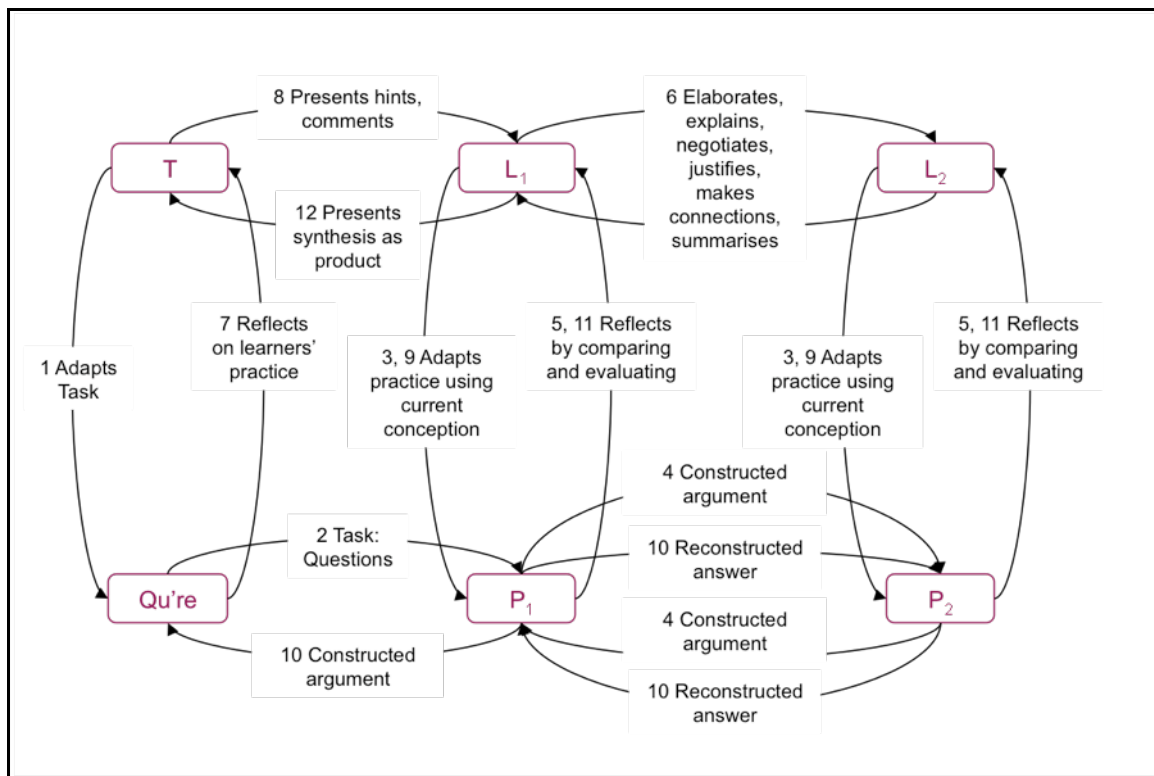 8 Presents hints,
comments
6 Elaborates,
explains,
negotiates,
justifies,
makes
connections,
summarises
T
L₁
L₂
12 Presents
synthesis as
product
1 Adapts
Task
7 Reflects
on learners’
practice
3, 9 Adapts
practice using
current
conception
5, 11 Reflects
by comparing
and evaluating
3, 9 Adapts
practice using
current
conception
5, 11 Reflects
by comparing
and evaluating
4 Constructed
argument
2 Task:
Questions
10 Reconstructed
answer
Qu’re
P₁
P₂
4 Constructed
argument
10 Constructed
argument
10 Reconstructed
answer